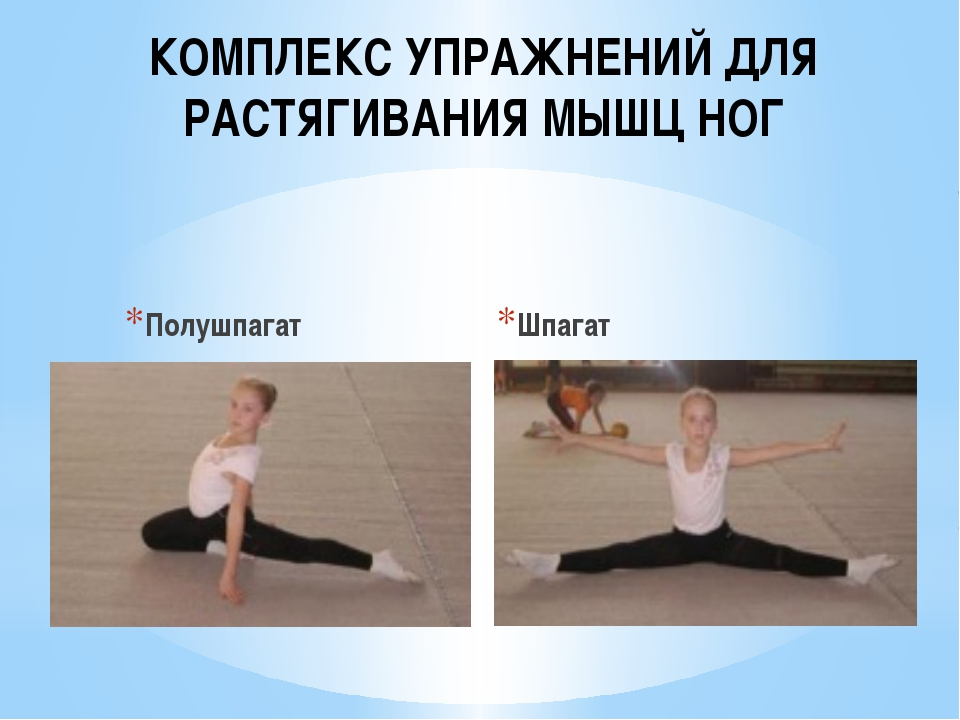 КОМПЛЕКС УПРАЖНЕНИЙ ДЛЯ
РАСТЯГИВАНИЯ МЫШЦ НОГ
*Полушпагат
*Шпагат